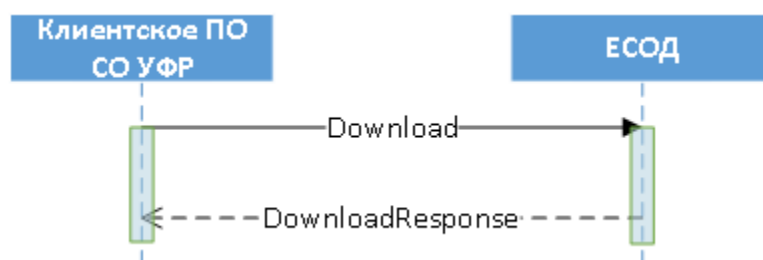 Клиентское ПО
СО УФР
ЕСОД
Download
DownloadResponse